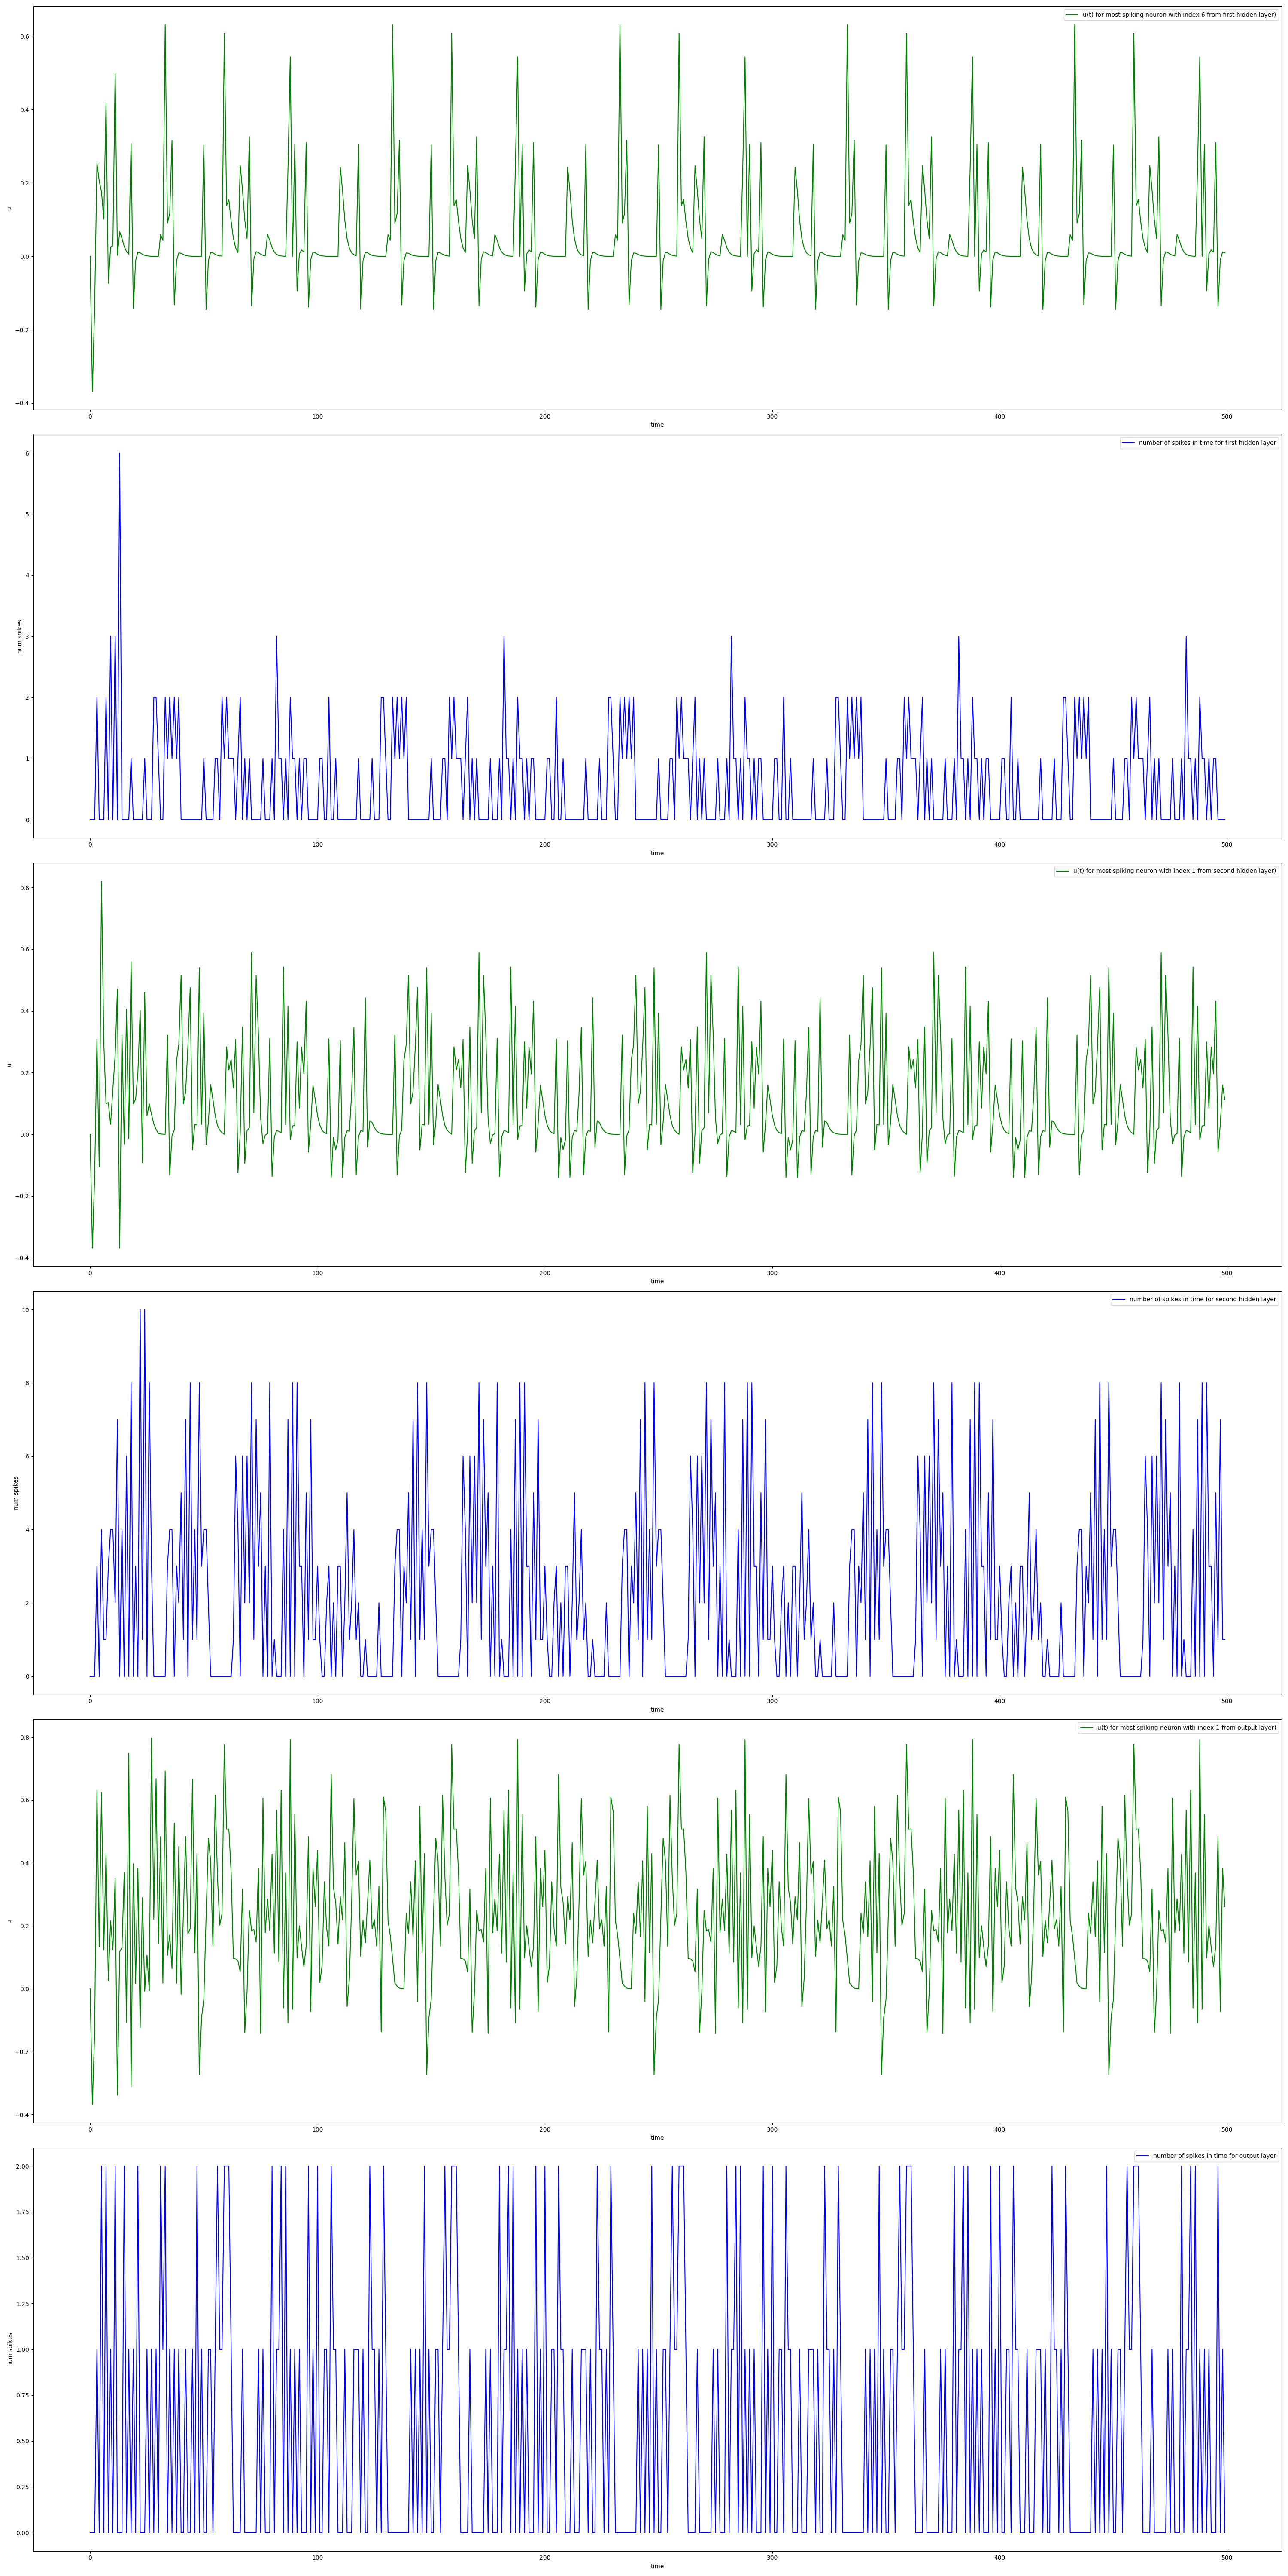 u(t) for most spiking neuron with index 6 from first hidden layer)
0.6
0.4
0.2
0.0
−0.2
−0.4
u
0 100 200 300 400 500
time
number of spikes in time for first hidden layer
6
5
4
3
2
1
0
num spikes
0 100 200 300 400 500
time
u(t) for most spiking neuron with index 1 from second hidden layer)
0.8
0.6
0.4
0.2
0.0
−0.2
−0.4
u
0 100 200 300 400 500
time
number of spikes in time for second hidden layer
10
8
6
4
2
0
num spikes
0 100 200 300 400 500
time
u(t) for most spiking neuron with index 1 from output layer)
0.8
0.6
0.4
0.2
0.0
−0.2
−0.4
u
0 100 200 300 400 500
time
number of spikes in time for output layer
2.00
1.75
1.50
1.25
1.00
0.75
0.50
0.25
0.00
num spikes
0 100 200 300 400 500
time